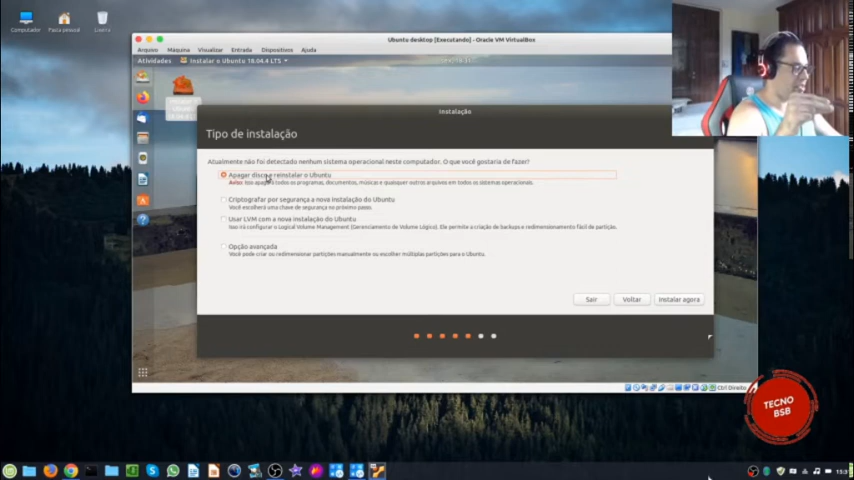 Computador
Pasta pessoal
Lixeira
Ubuntu desktop [Executando] - Oracle VM VirtualBox
Arquivo Máquina Visualizar Entrada Dispositivos Ajuda
Atividades
Instalar o Ubuntu 18.04.4 LTS
Instalação
Tipo de instalação
Atualmente não foi detectado nenhum sistema operacional neste computador. O que você gostaria de fazer?
Apagar disco e reinstalar o Ubuntu
Aviso: Isso apagará todos os programas, documentos, músicas e quaisquer outros arquivos em todos os sistemas operacionais.
Criptografar por segurança a nova instalação do Ubuntu
Você escolherá uma chave de segurança no próximo passo.
Usar LVM com a nova instalação do Ubuntu
Isso irá configurar o Logical Volume Management (Gerenciamento de Volume Lógico). Ele permite a criação de backups e redimensionamento fácil de partição.
Opção avançada
Você pode criar ou redimensionar partições manualmente ou escolher múltiplas partições para o Ubuntu.
Sair
Voltar
Instalar agora
Ctrl Direito
TECNO
BSB